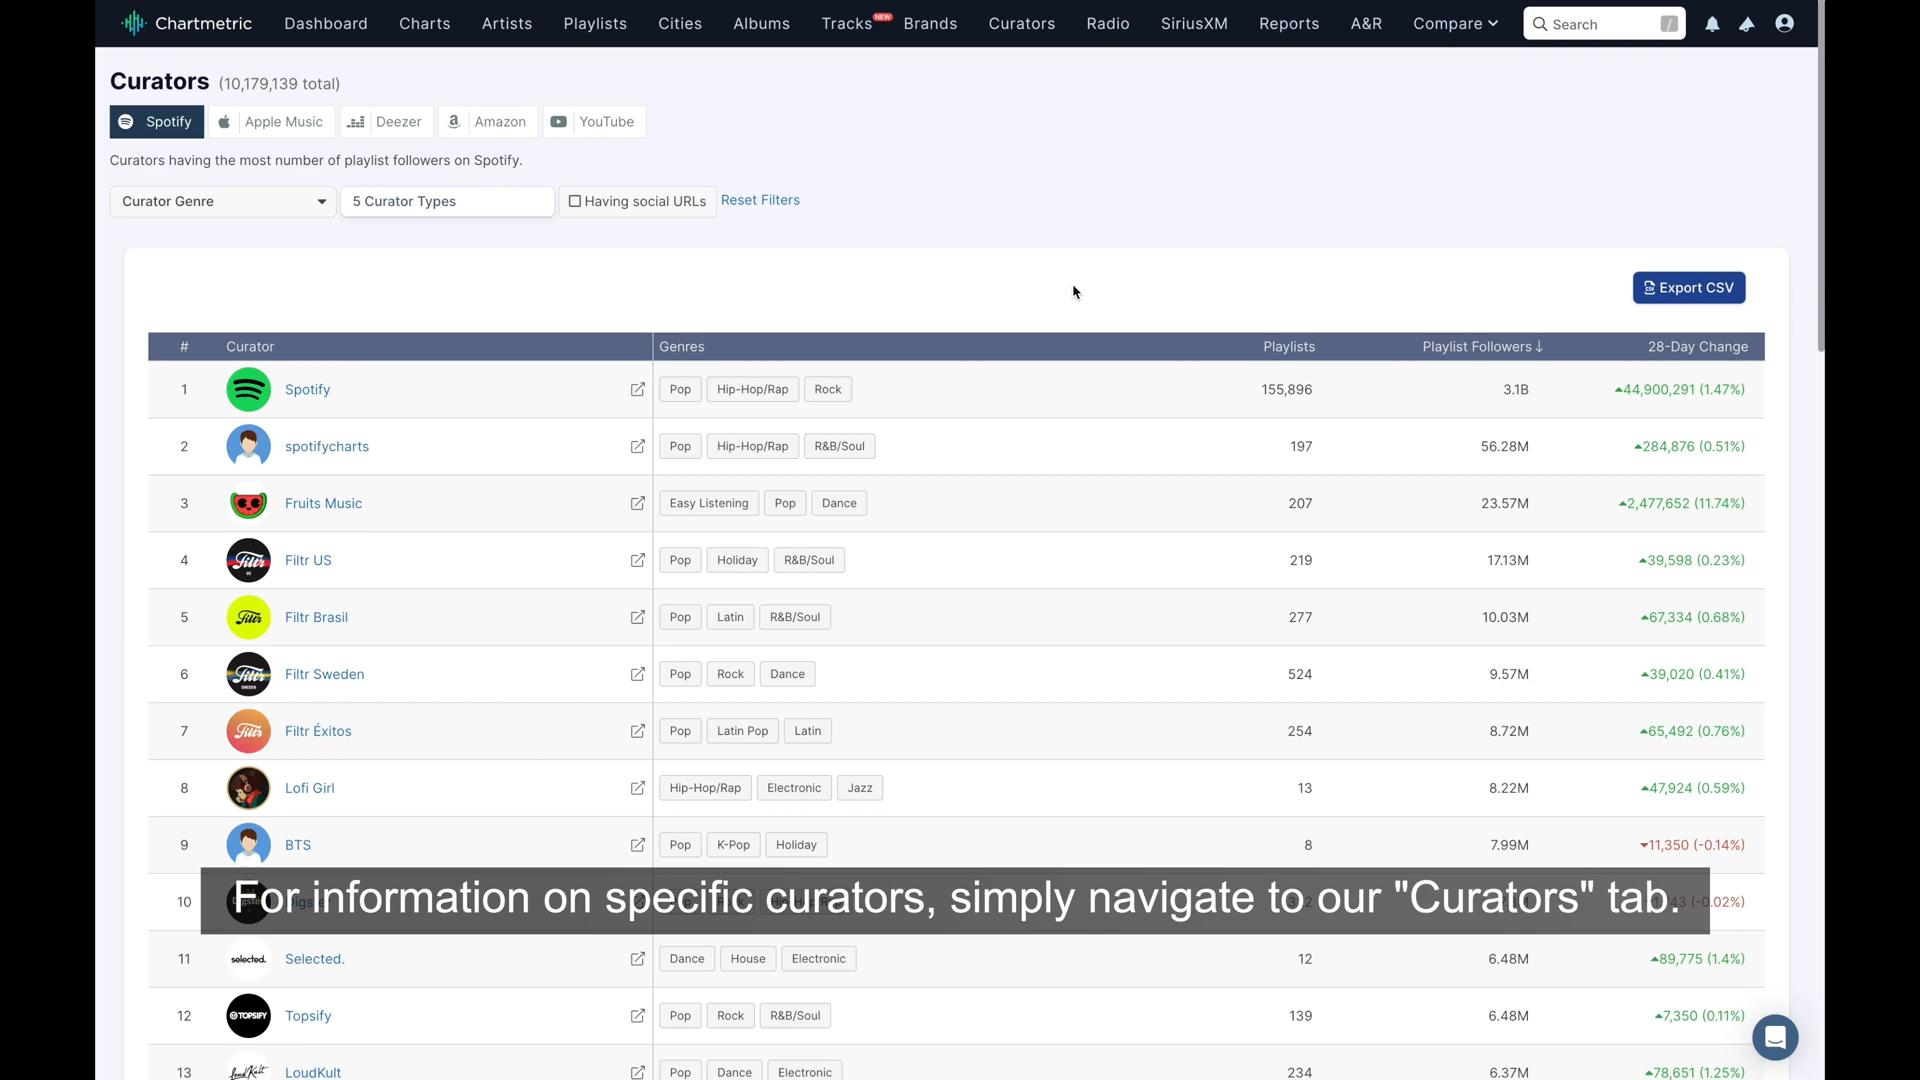 Chartmetric Dashboard Charts Artists Playlists Cities Albums Tracks NEW Brands Curators Radio SiriusXM Reports A&R Compare Search /
Curators (10,179,139 total)
Spotify Apple Music Deezer Amazon YouTube
Curators having the most number of playlist followers on Spotify.
Curator Genre 5 Curator Types Having social URLs Reset Filters
Export CSV
# Curator Genres Playlists Playlist Followers↓ 28-Day Change
1 Spotify Pop Hip-Hop/Rap Rock 155,896 3.1B 44,900,291 (1.47%)
2 spotifycharts Pop Hip-Hop/Rap R&B/Soul 197 56.28M 284,876 (0.51%)
3 Fruits Music Easy Listening Pop Dance 207 23.57M 2,477,652 (11.74%)
4 Filtr US Filtr US Pop Holiday R&B/Soul 219 17.13M 39,598 (0.23%)
5 Filtr Filtr Brasil Pop Latin R&B/Soul 277 10.03M 67,334 (0.68%)
6 Filtr SWEDEN Filtr Sweden Pop Rock Dance 524 9.57M 39,020 (0.41%)
7 Filtr Filtr Éxitos Pop Latin Pop Latin 254 8.72M 65,492 (0.76%)
8 Lofi Girl Hip-Hop/Rap Electronic Jazz 13 8.22M 47,924 (0.59%)
9 BTS Pop K-Pop Holiday 8 7.99M 11,350 (-0.14%)
10
For information on specific curators, simply navigate to our "Curators" tab.
11 selected. Selected. Dance House Electronic 12 6.48M 89,775 (1.4%)
12 TOPSIFY Topsify Pop Rock R&B/Soul 139 6.48M 7,350 (0.11%)
13 LoudKult LoudKult Pop Dance Electronic 234 6.37M 78,651 (1.25%)